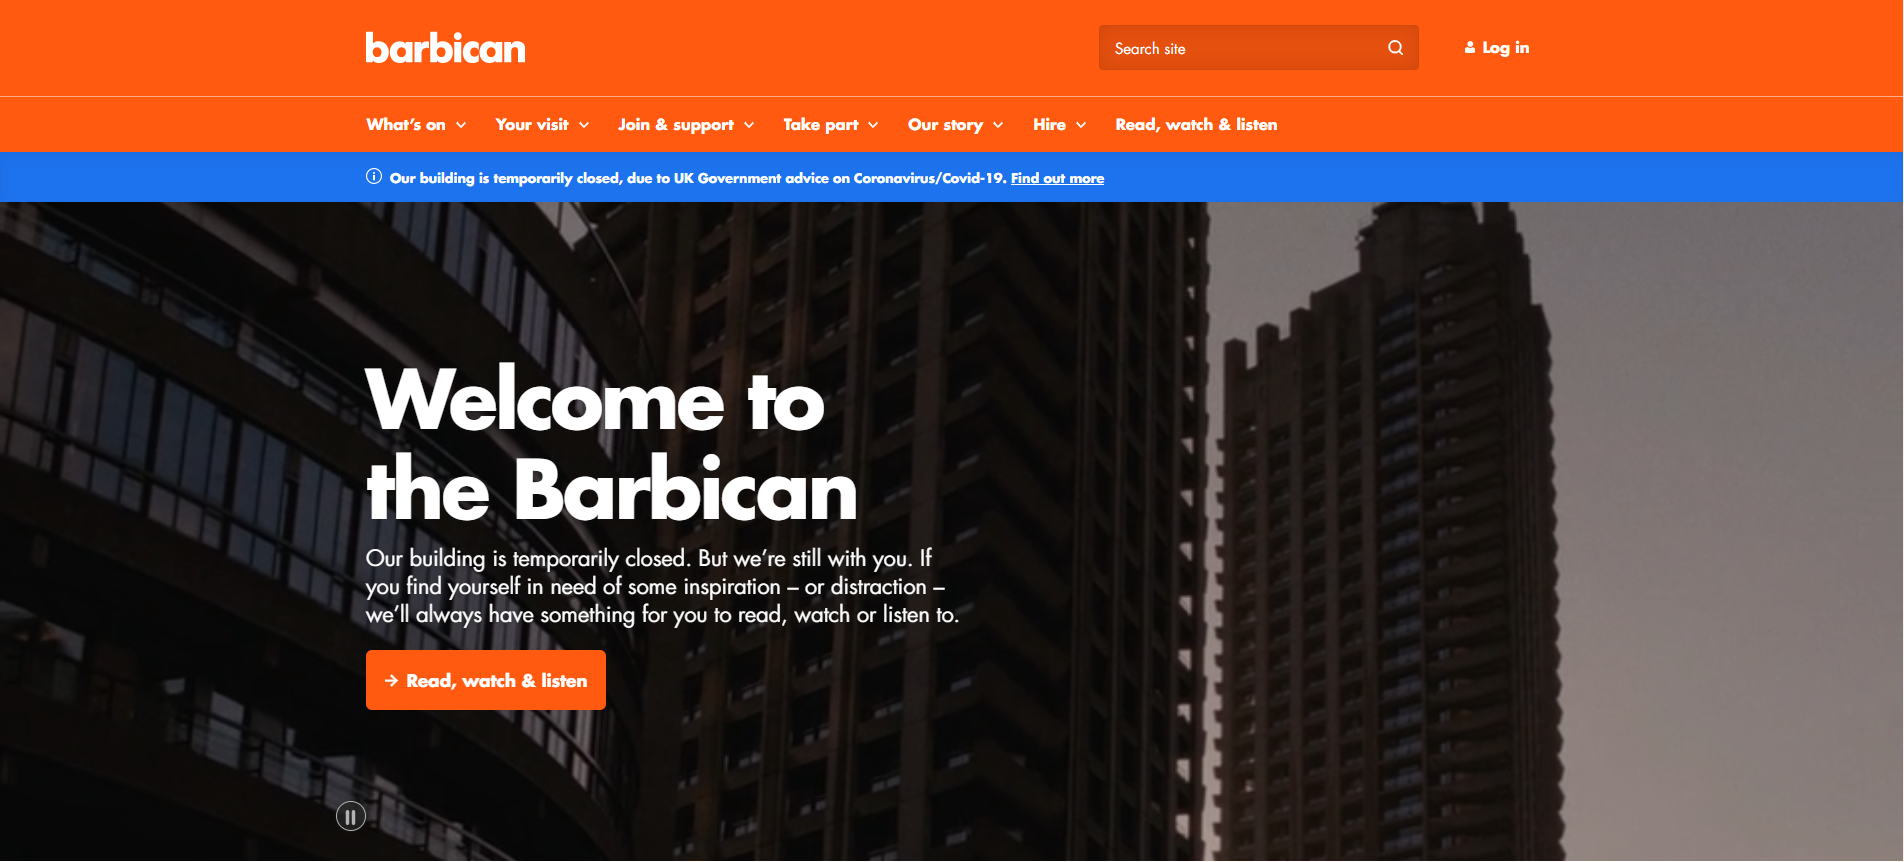 barbican
Search site
Log in
What's on
Your visit
Join & support
Take part
Our story
Hire
Read, watch & listen
Our building is temporarily closed, due to UK Government advice on Coronavirus/Covid-19. Find out more
Welcome to
the Barbican
Our building is temporarily closed. But we're still with you. If
you find yourself in need of some inspiration – or distraction –
we'll always have something for you to read, watch or listen to.
→ Read, watch & listen